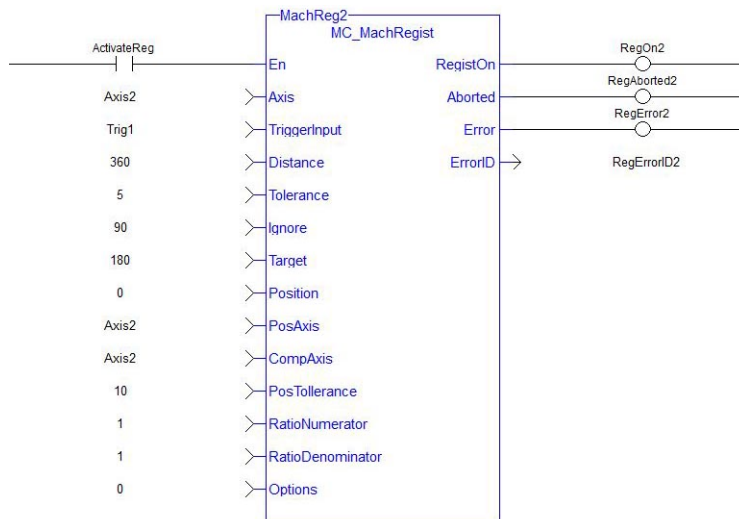 MachReg2
MC_MachRegist
ActivateReg
RegOn2
En RegistOn
RegAborted2
Axis2 Axis Aborted
RegError2
Trig1 TriggerInput Error
360 Distance ErrorID RegErrorID2
5 Tolerance
90 Ignore
180 Target
0 Position
Axis2 PosAxis
Axis2 CompAxis
10 PosTollerance
1 RatioNumerator
1 RatioDenominator
0 Options